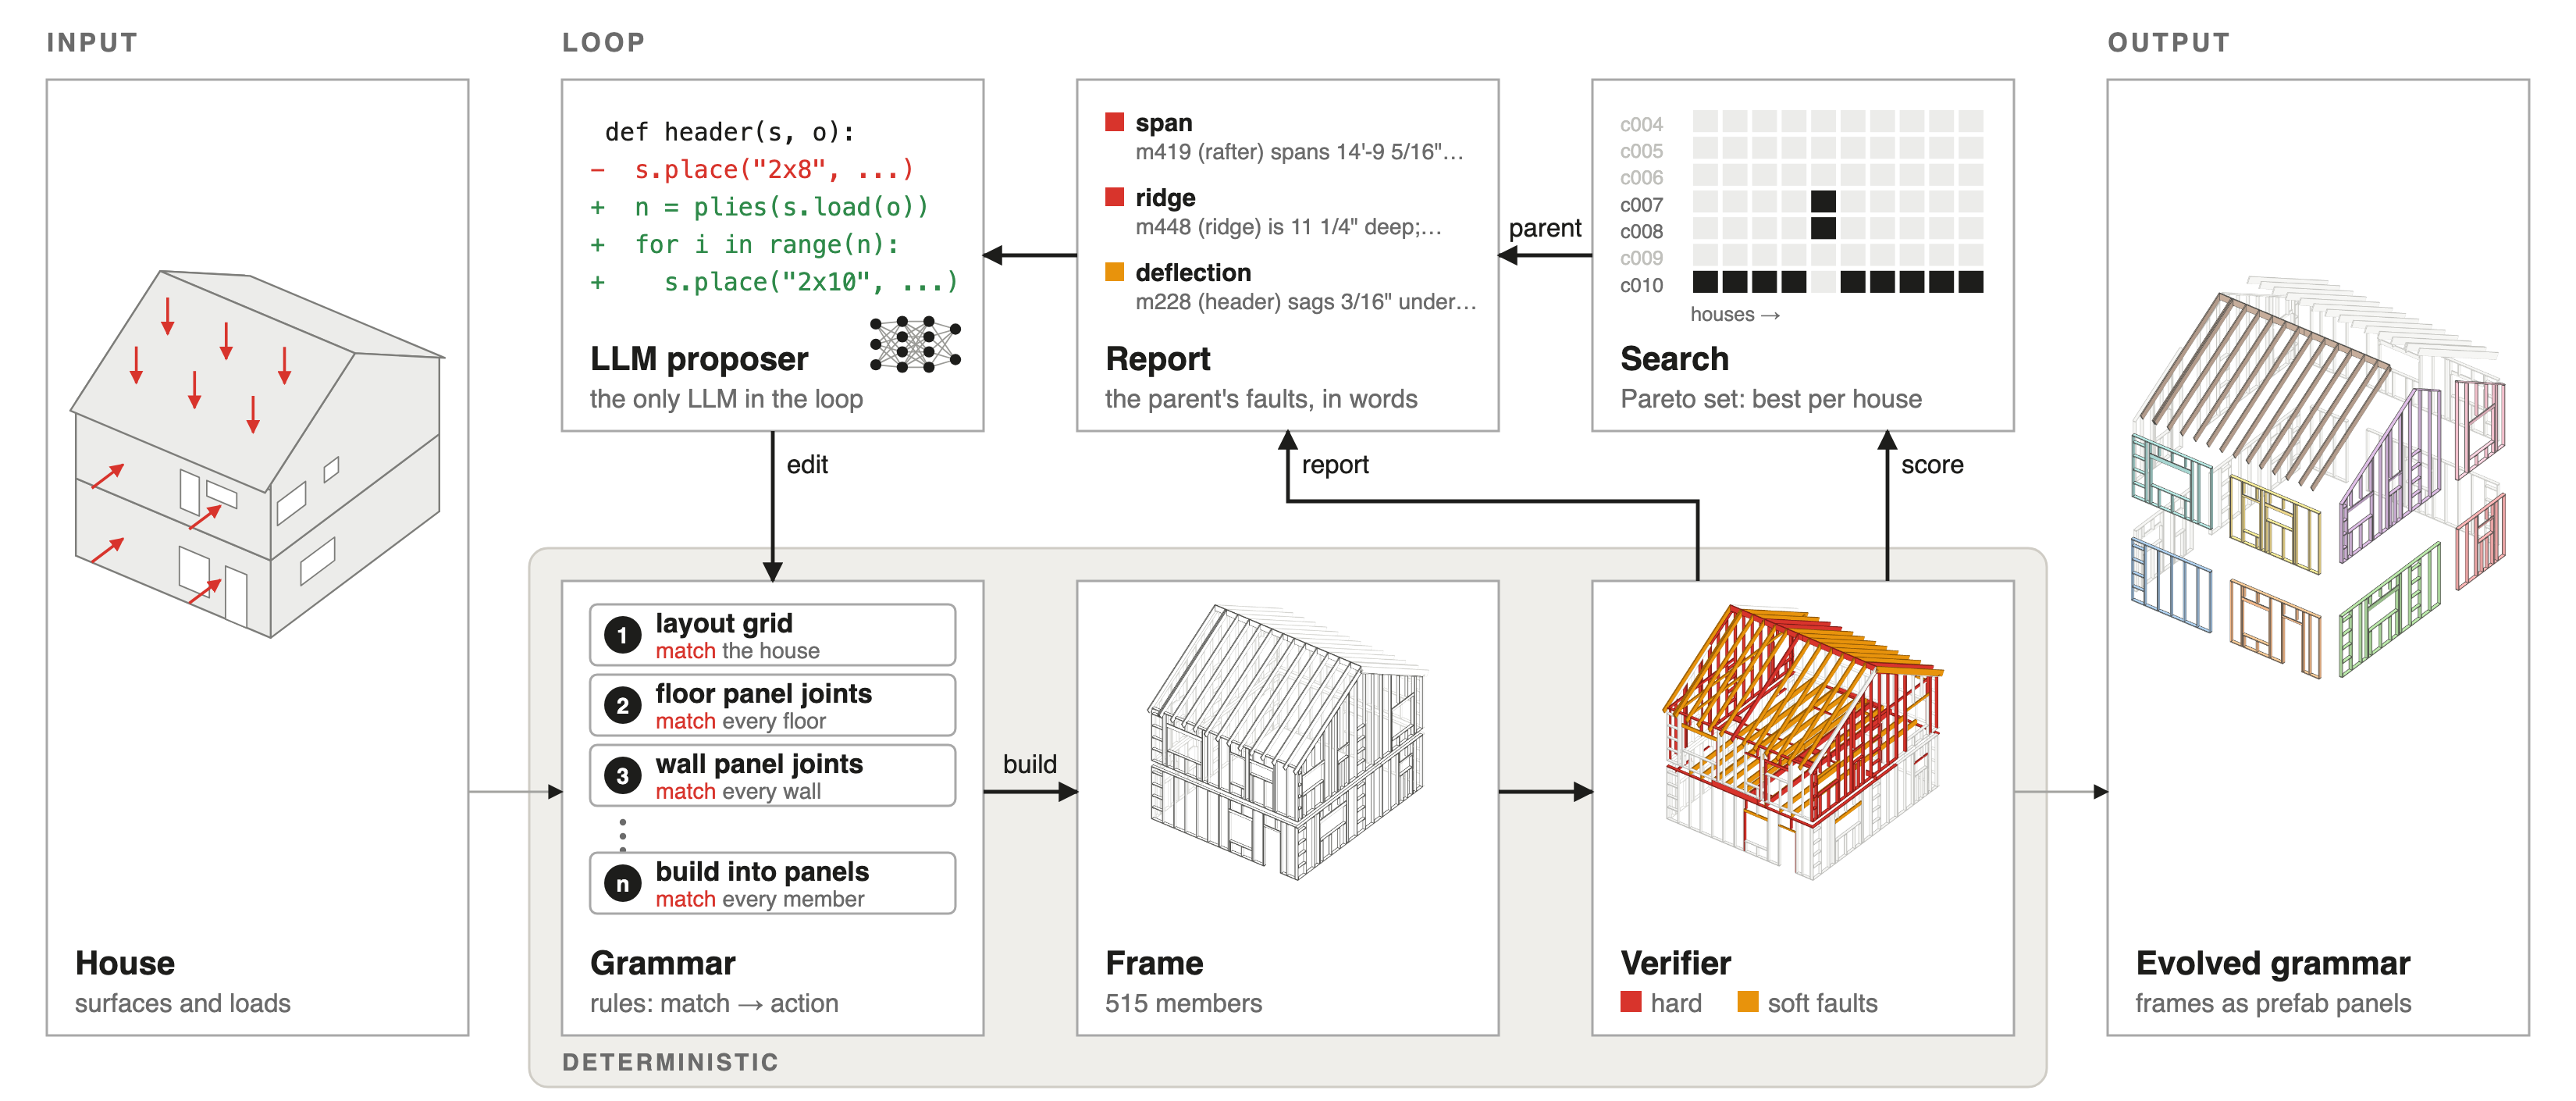 INPUT
LOOP
OUTPUT
def header(s, o):
−  s.place("2x8", ...)
+  n = plies(s.load(o))
+  for i in range(n):
+    s.place("2x10", ...)
LLM proposer
the only LLM in the loop
span
m419 (rafter) spans 14'-9 5/16"…
ridge
m448 (ridge) is 11 1/4" deep;…
deflection
m228 (header) sags 3/16" under…
Report
the parent's faults, in words
parent
c004
c005
c006
c007
c008
c009
c010
houses →
Search
Pareto set: best per house
edit
report
score
1 layout grid
match the house
2 floor panel joints
match every floor
3 wall panel joints
match every wall
n build into panels
match every member
build
House
surfaces and loads
Grammar
rules: match → action
Frame
515 members
Verifier
hard soft faults
Evolved grammar
frames as prefab panels
DETERMINISTIC